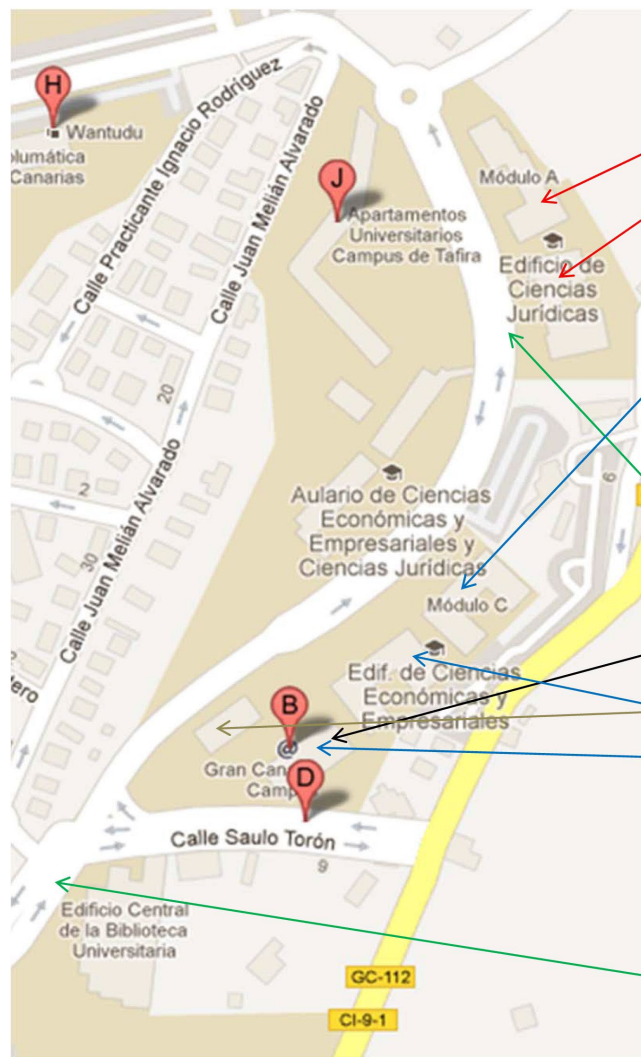 H
Wantudu
olumática
Canarias
Calle Practicante Ignacio Rodríguez
Calle Juan Melián Alvarado
J
Apartamentos
Universitarios
Campus de Tafira
Módulo A
Edificio de
Ciencias
Jurídicas
20
2
30
Calle Juan Melián Alvarado
vero
9
Aulario de Ciencias
Económicas y
Empresariales y
Ciencias Jurídicas
Módulo C
Edif. de Ciencias
Económicas y
Empresariales
B
@
Gran Can
Camp
D
Calle Saulo Torón
9
Edificio Central
de la Biblioteca
Universitaria
GC-112
CI-9-1